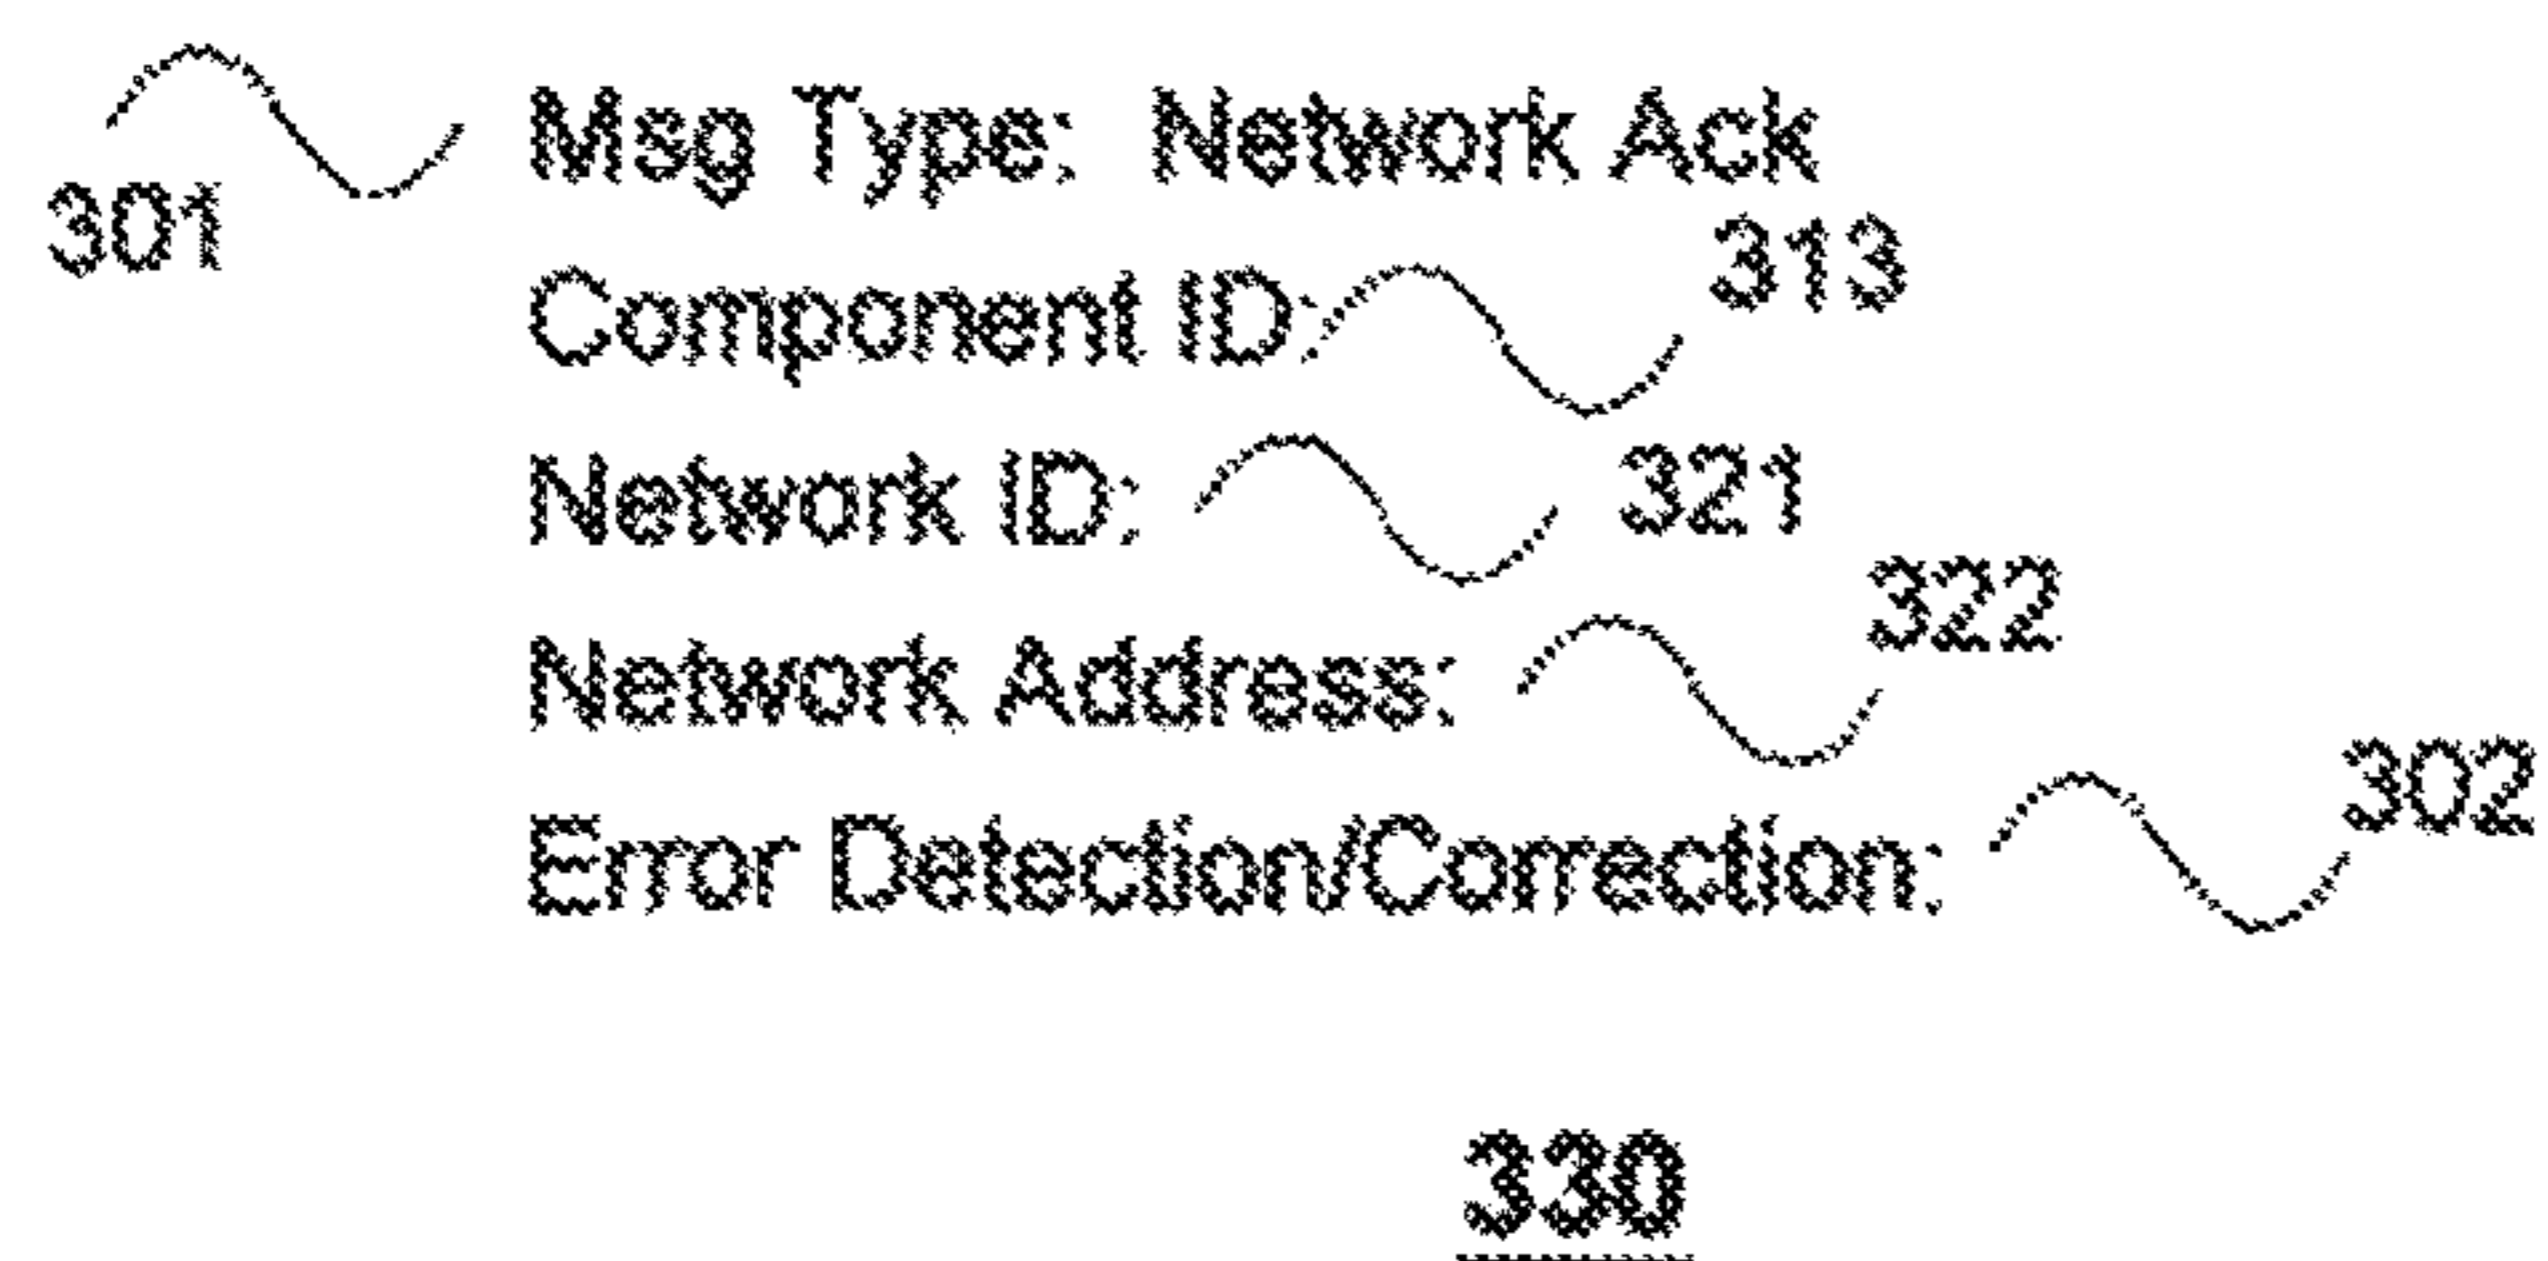 301 Msg Type: Network Ack
Component ID: 313
Network ID: 321
Network Address: 322
Error Detection/Correction: 302
330